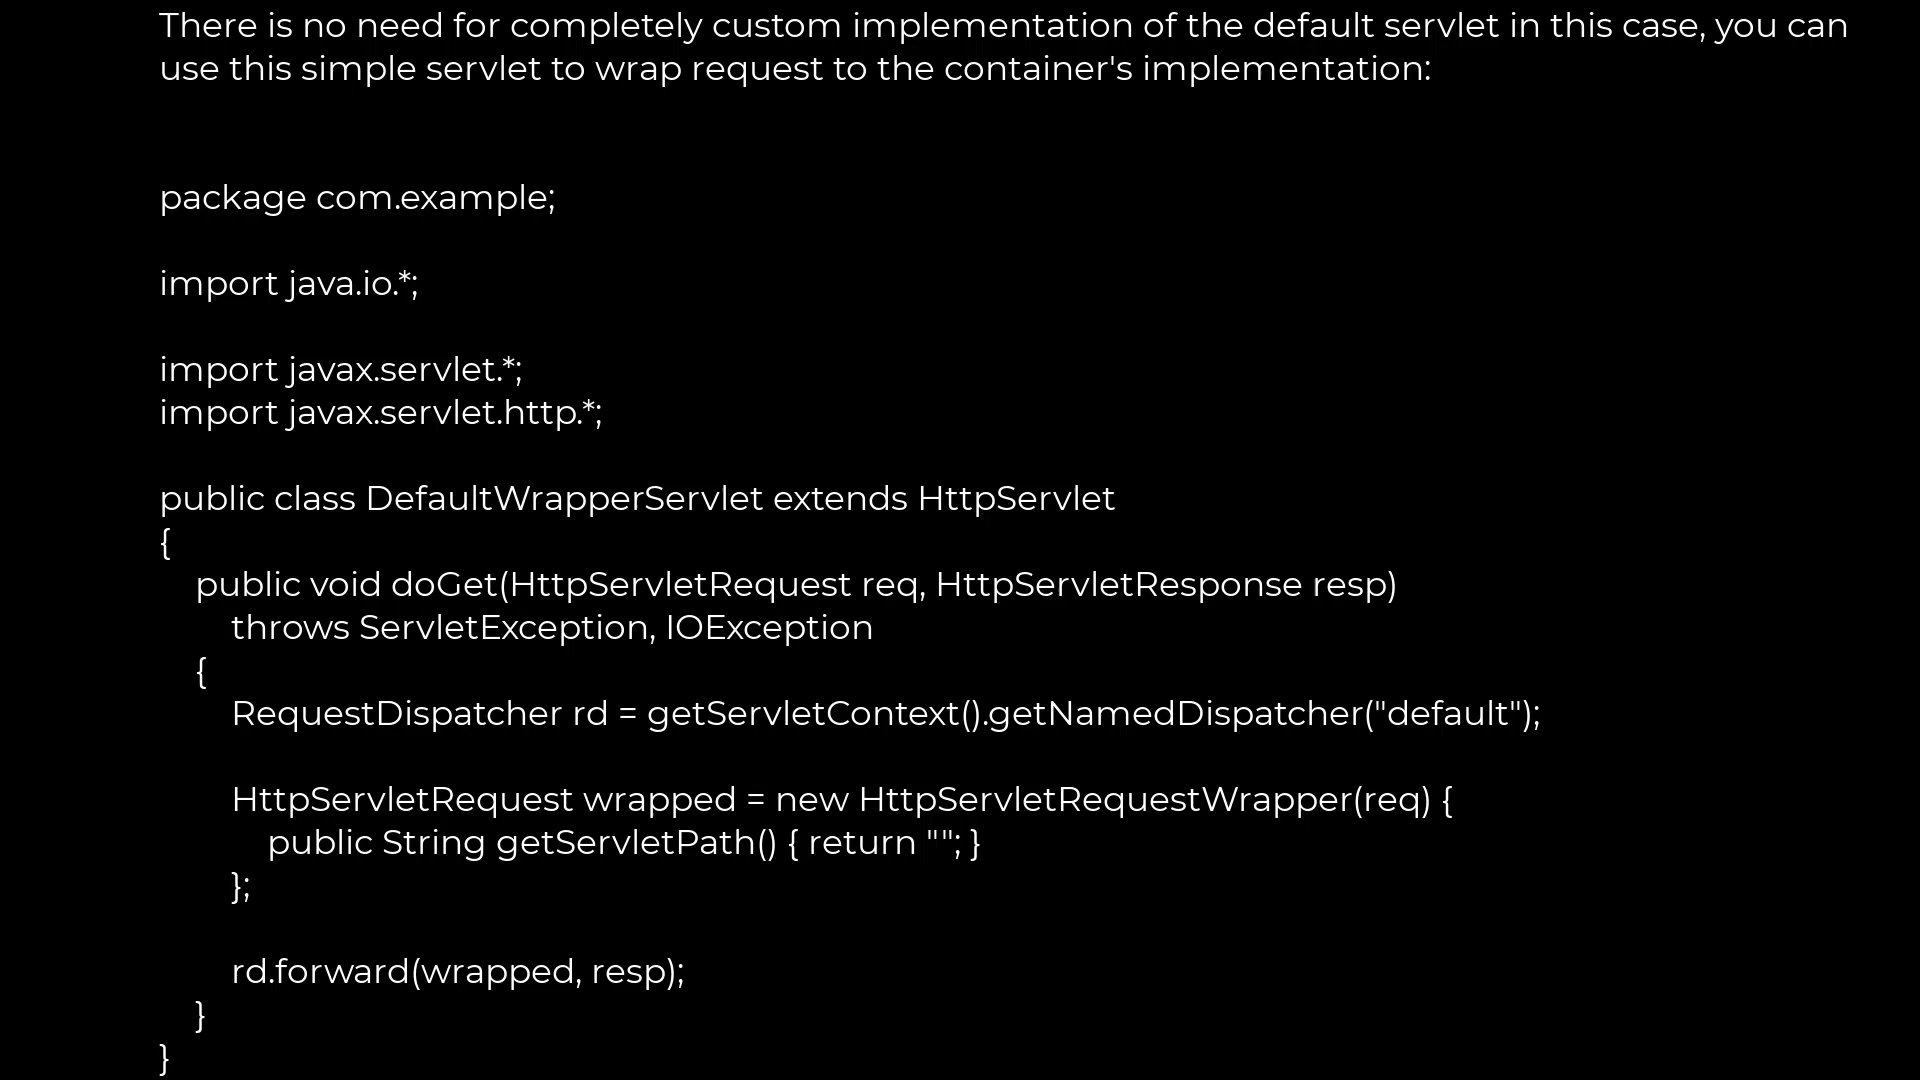 There is no need for completely custom implementation of the default servlet in this case, you can
use this simple servlet to wrap request to the container's implementation:
package com.example;
import java.io.*;
import javax.servlet.*;
import javax.servlet.http.*;
public class DefaultWrapperServlet extends HttpServlet
{
    public void doGet(HttpServletRequest req, HttpServletResponse resp)
        throws ServletException, IOException
    {
        RequestDispatcher rd = getServletContext().getNamedDispatcher("default");
        HttpServletRequest wrapped = new HttpServletRequestWrapper(req) {
            public String getServletPath() { return ""; }
        };
        rd.forward(wrapped, resp);
    }
}